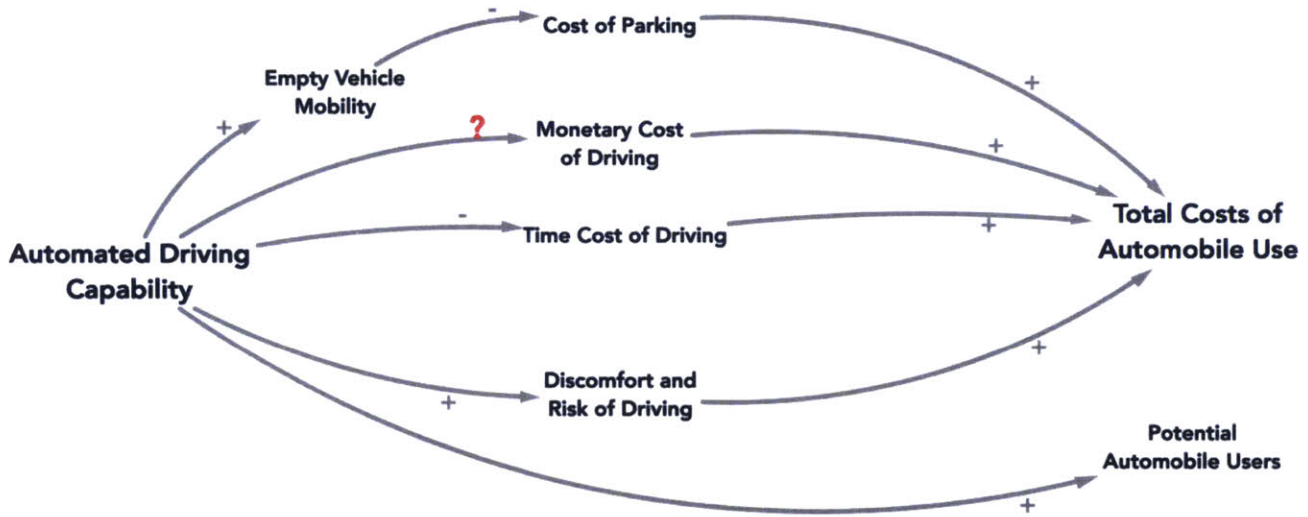 -
Cost of Parking
+
Empty Vehicle
Mobility
+
?
Monetary Cost
of Driving
+
-
Time Cost of Driving
+
Total Costs of
Automobile Use
Automated Driving
Capability
+
Discomfort and
Risk of Driving
+
Potential
Automobile Users
+